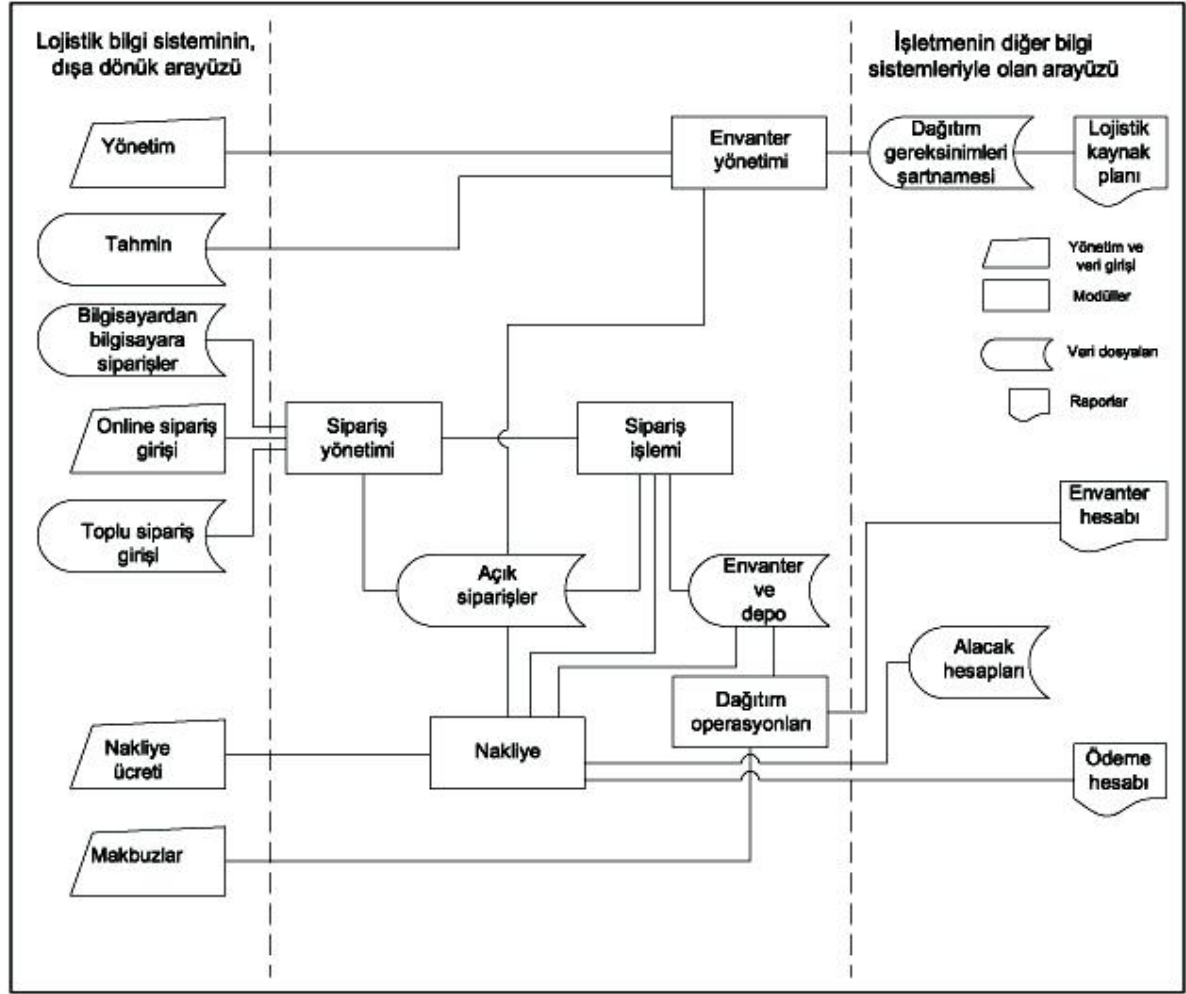 Lojistik bilgi sisteminin,
dışa dönük arayüzü
İşletmenin diğer bilgi
sistemleriyle olan arayüzü
Yönetim
Envanter
yönetimi
Dağıtım
gereksinimleri
şartnamesi
Lojistik
kaynak
planı
Tahmin
Yönetim ve
veri girişi
Modüller
Veri dosyaları
Raporlar
Bilgisayardan
bilgisayara
siparişler
Online sipariş
girişi
Sipariş
yönetimi
Sipariş
işlemi
Toplu sipariş
girişi
Envanter
hesabı
Açık
siparişler
Envanter
ve
depo
Alacak
hesapları
Dağıtım
operasyonları
Nakliye
ücreti
Nakliye
Ödeme
hesabı
Makbuzlar